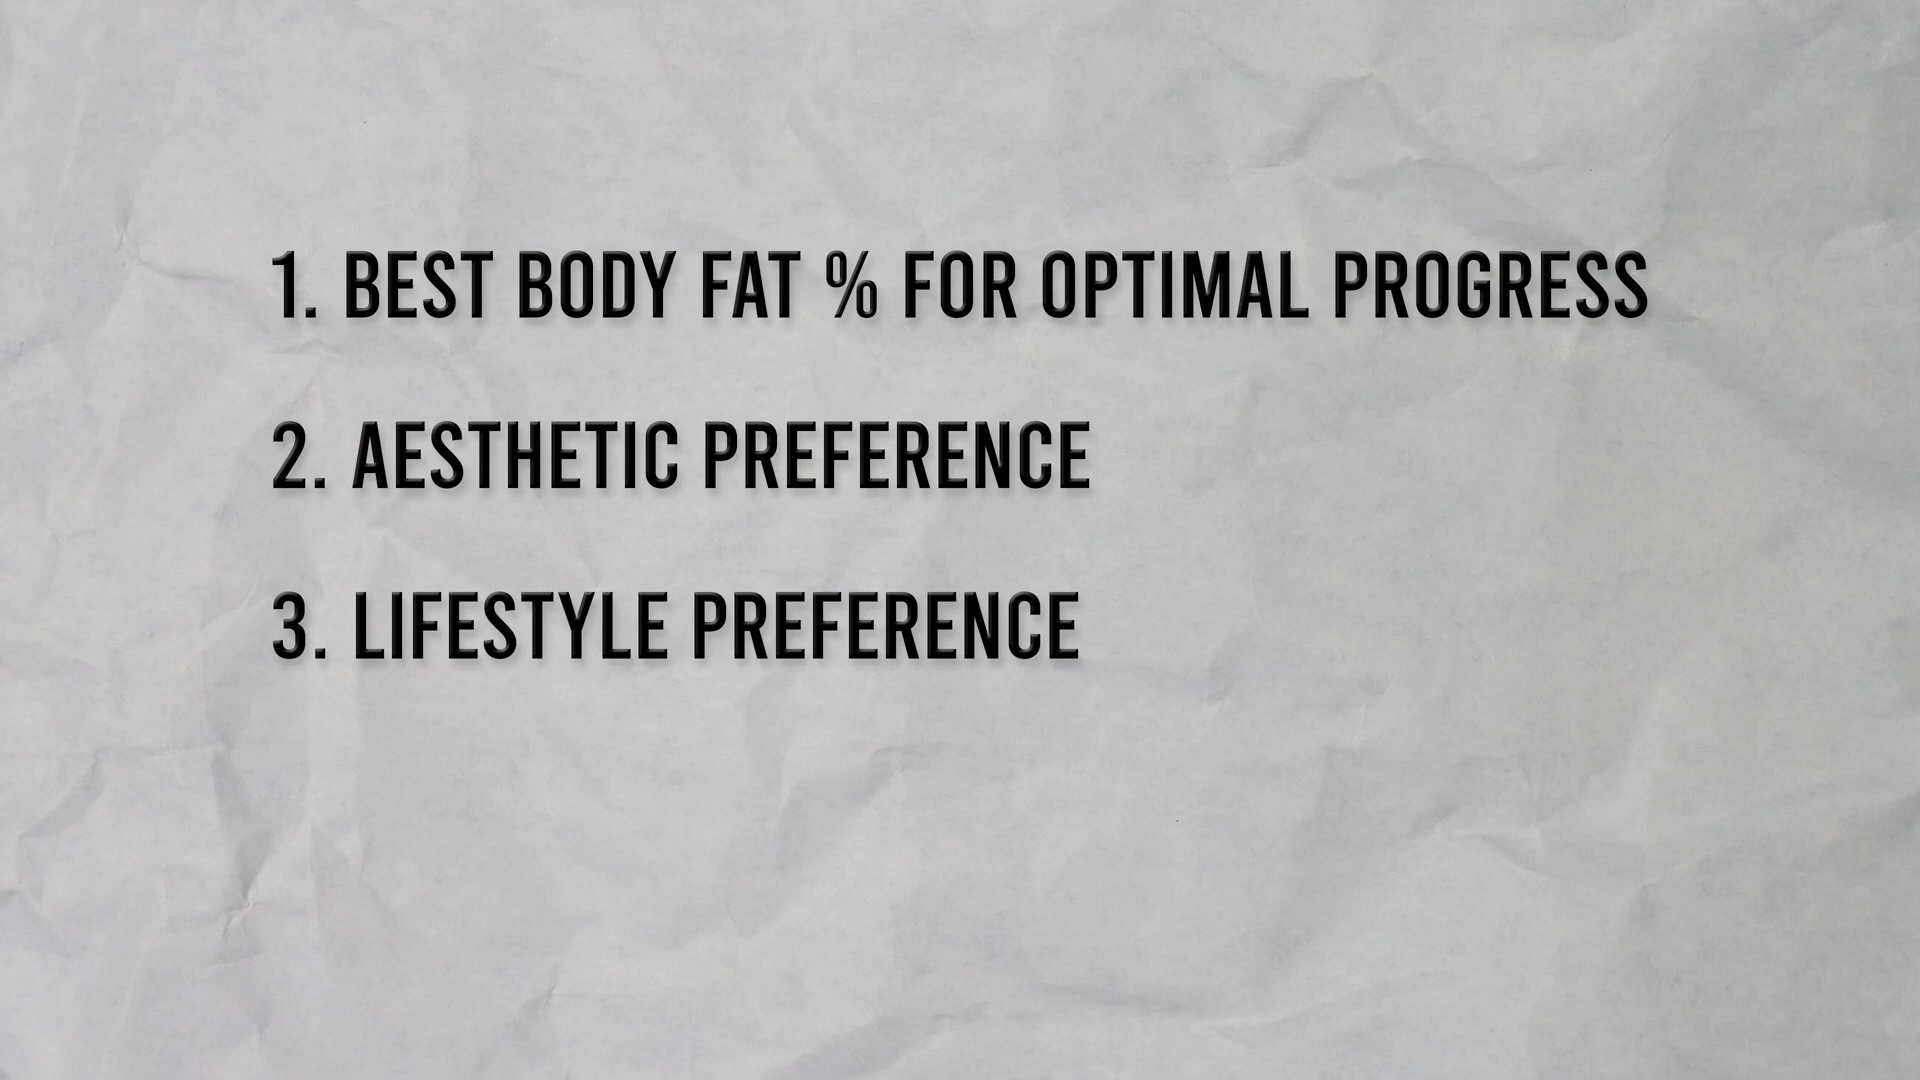 1. BEST BODY FAT % FOR OPTIMAL PROGRESS
2. AESTHETIC PREFERENCE
3. LIFESTYLE PREFERENCE